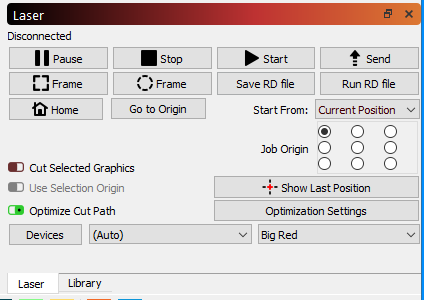 Laser
Disconnected
Pause Stop Start Send
Frame Frame Save RD file Run RD file
Home Go to Origin Start From: Current Position
Job Origin
Cut Selected Graphics
Use Selection Origin Show Last Position
Optimize Cut Path Optimization Settings
Devices (Auto) Big Red
Laser Library